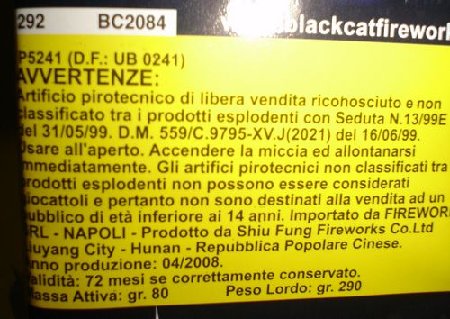 292 BC2084 blackcatfirework
P5241 (D.F.: UB 0241)
AVVERTENZE:
Artificio pirotecnico di libera vendita ricohosciuto e non
classificato tra i prodotti esplodenti con Seduta N.13/99E
del 31/05/99. D.M. 559/C.9795-XV.J(2021) del 16/06/99.
Usare all'aperto. Accendere la miccia ed allontanarsi
mmediatamente. Gli artifici pirotecnici non classificati tra
prodotti esplodenti non possono essere considerati
giocattoli e pertanto non sono destinati alla vendita ad un
pubblico di età inferiore ai 14 anni. Importato da FIREWOR
SRL - NAPOLI - Prodotto da Shiu Fung Fireworks Co.Ltd
Liuyang City - Hunan - Repubblica Popolare Cinese.
Anno produzione: 04/2008.
Validità: 72 mesi se correttamente conservato.
Massa Attiva: gr. 80 Peso Lordo: gr. 290